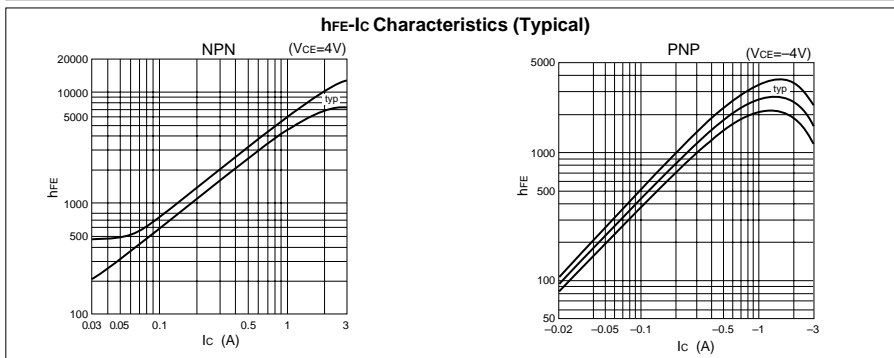 hFE-IC Characteristics (Typical)
NPN
(VCE=4V)
20000
10000
5000
1000
500
100
hFE
typ
0.03 0.05 0.1 0.5 1 3
IC (A)
PNP
(VCE=–4V)
5000
1000
500
100
50
hFE
typ
–0.02 –0.05 –0.1 –0.5 –1 –3
IC (A)